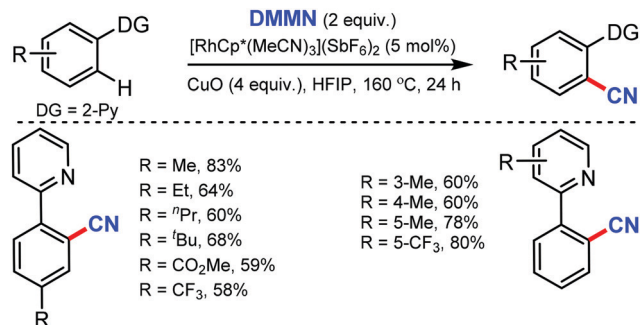 DMMN (2 equiv.)
[RhCp*(MeCN)3](SbF6)2 (5 mol%)
CuO (4 equiv.), HFIP, 160 °C, 24 h
R
DG
H
DG = 2-Py
R
DG
CN
N
CN
R
R = Me, 83%
R = Et, 64%
R = nPr, 60%
R = tBu, 68%
R = CO2Me, 59%
R = CF3, 58%
R = 3-Me, 60%
R = 4-Me, 60%
R = 5-Me, 78%
R = 5-CF3, 80%
R
N
CN